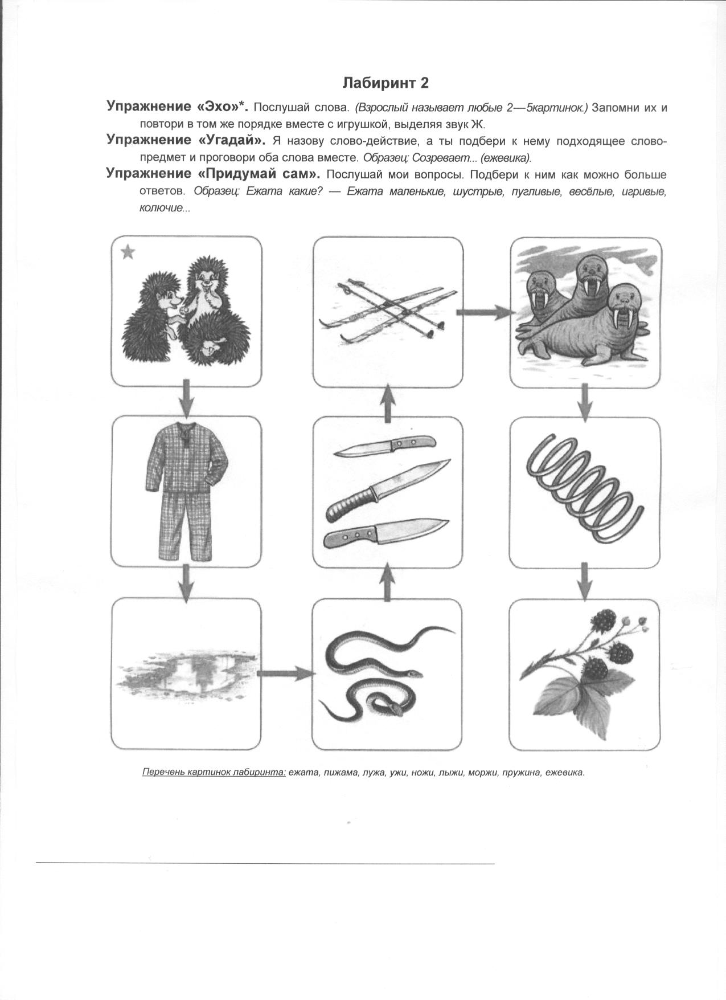 Лабиринт 2
Упражнение «Эхо»*. Послушай слова. (Взрослый называет любые 2—5картинок.) Запомни их и
повтори в том же порядке вместе с игрушкой, выделяя звук Ж.
Упражнение «Угадай». Я назову слово-действие, а ты подбери к нему подходящее слово-
предмет и проговори оба слова вместе. Образец: Созревает... (ежевика).
Упражнение «Придумай сам». Послушай мои вопросы. Подбери к ним как можно больше
ответов. Образец: Ежата какие? — Ежата маленькие, шустрые, пугливые, весёлые, игривые,
колючие...
Перечень картинок лабиринта: ежата, пижама, лужа, ужи, ножи, лыжи, моржи, пружина, ежевика.